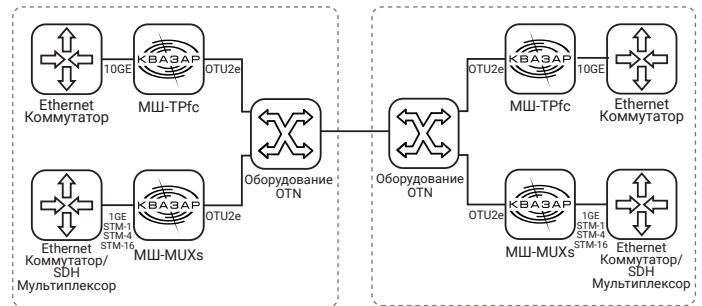 КВАЗАР
10GE
OTU2e
Ethernet
Коммутатор
МШ-TPfc
КВАЗАР
OTU2e
10GE
МШ-TPfc
Ethernet
Коммутатор
Оборудование
OTN
Оборудование
OTN
КВАЗАР
1GE
STM-1
STM-4
STM-16
OTU2e
Ethernet
Коммутатор/
SDH
Мультиплексор
МШ-MUXs
КВАЗАР
OTU2e
1GE
STM-1
STM-4
STM-16
МШ-MUXs
Ethernet
Коммутатор/
SDH
Мультиплексор